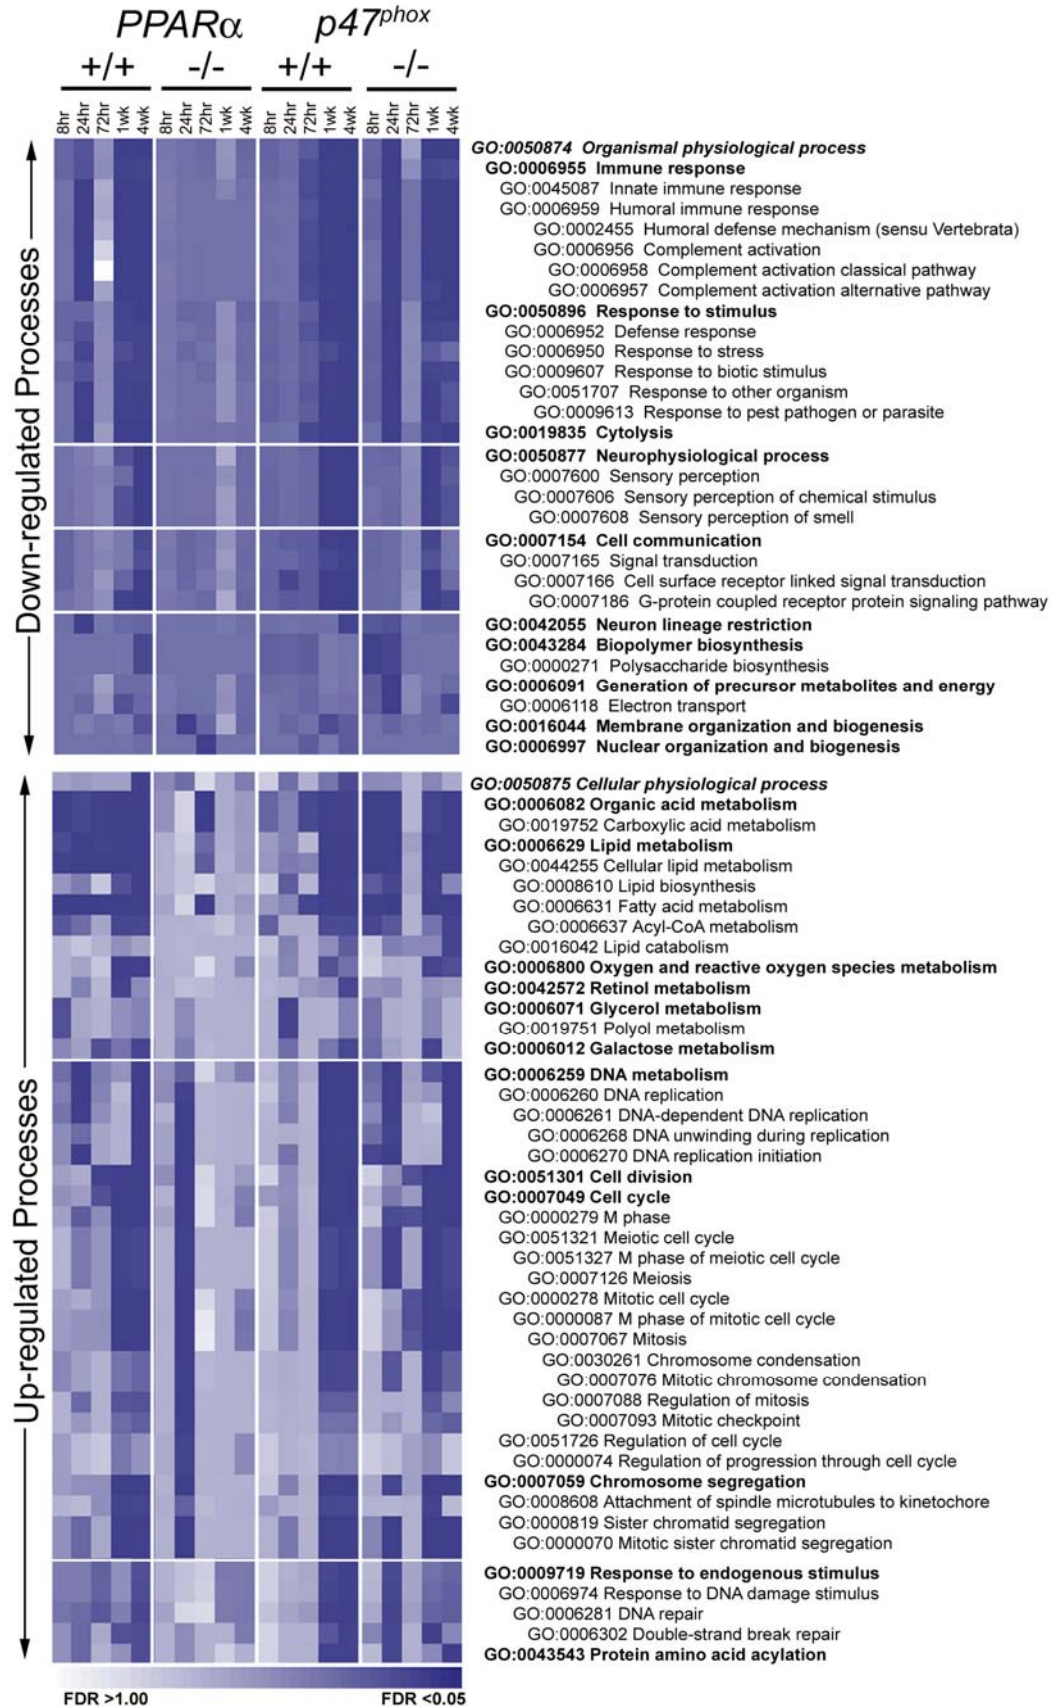 PPARα p47phox
+/+ -/- +/+ -/-
8hr 24hr 72hr 1wk 4wk 8hr 24hr 72hr 1wk 4wk 8hr 24hr 72hr 1wk 4wk 8hr 24hr 72hr 1wk 4wk
Down-regulated Processes
GO:0050874 Organismal physiological process
GO:0006955 Immune response
GO:0045087 Innate immune response
GO:0006959 Humoral immune response
GO:0002455 Humoral defense mechanism (sensu Vertebrata)
GO:0006956 Complement activation
GO:0006958 Complement activation classical pathway
GO:0006957 Complement activation alternative pathway
GO:0050896 Response to stimulus
GO:0006952 Defense response
GO:0006950 Response to stress
GO:0009607 Response to biotic stimulus
GO:0051707 Response to other organism
GO:0009613 Response to pest pathogen or parasite
GO:0019835 Cytolysis
GO:0050877 Neurophysiological process
GO:0007600 Sensory perception
GO:0007606 Sensory perception of chemical stimulus
GO:0007608 Sensory perception of smell
GO:0007154 Cell communication
GO:0007165 Signal transduction
GO:0007166 Cell surface receptor linked signal transduction
GO:0007186 G-protein coupled receptor protein signaling pathway
GO:0042055 Neuron lineage restriction
GO:0043284 Biopolymer biosynthesis
GO:0000271 Polysaccharide biosynthesis
GO:0006091 Generation of precursor metabolites and energy
GO:0006118 Electron transport
GO:0016044 Membrane organization and biogenesis
GO:0006997 Nuclear organization and biogenesis
Up-regulated Processes
GO:0050875 Cellular physiological process
GO:0006082 Organic acid metabolism
GO:0019752 Carboxylic acid metabolism
GO:0006629 Lipid metabolism
GO:0044255 Cellular lipid metabolism
GO:0008610 Lipid biosynthesis
GO:0006631 Fatty acid metabolism
GO:0006637 Acyl-CoA metabolism
GO:0016042 Lipid catabolism
GO:0006800 Oxygen and reactive oxygen species metabolism
GO:0042572 Retinol metabolism
GO:0006071 Glycerol metabolism
GO:0019751 Polyol metabolism
GO:0006012 Galactose metabolism
GO:0006259 DNA metabolism
GO:0006260 DNA replication
GO:0006261 DNA-dependent DNA replication
GO:0006268 DNA unwinding during replication
GO:0006270 DNA replication initiation
GO:0051301 Cell division
GO:0007049 Cell cycle
GO:0000279 M phase
GO:0051321 Meiotic cell cycle
GO:0051327 M phase of meiotic cell cycle
GO:0007126 Meiosis
GO:0000278 Mitotic cell cycle
GO:0000087 M phase of mitotic cell cycle
GO:0007067 Mitosis
GO:0030261 Chromosome condensation
GO:0007076 Mitotic chromosome condensation
GO:0007088 Regulation of mitosis
GO:0007093 Mitotic checkpoint
GO:0051726 Regulation of cell cycle
GO:0000074 Regulation of progression through cell cycle
GO:0007059 Chromosome segregation
GO:0008608 Attachment of spindle microtubules to kinetochore
GO:0000819 Sister chromatid segregation
GO:0000070 Mitotic sister chromatid segregation
GO:0009719 Response to endogenous stimulus
GO:0006974 Response to DNA damage stimulus
GO:0006281 DNA repair
GO:0006302 Double-strand break repair
GO:0043543 Protein amino acid acylation
FDR >1.00 FDR <0.05